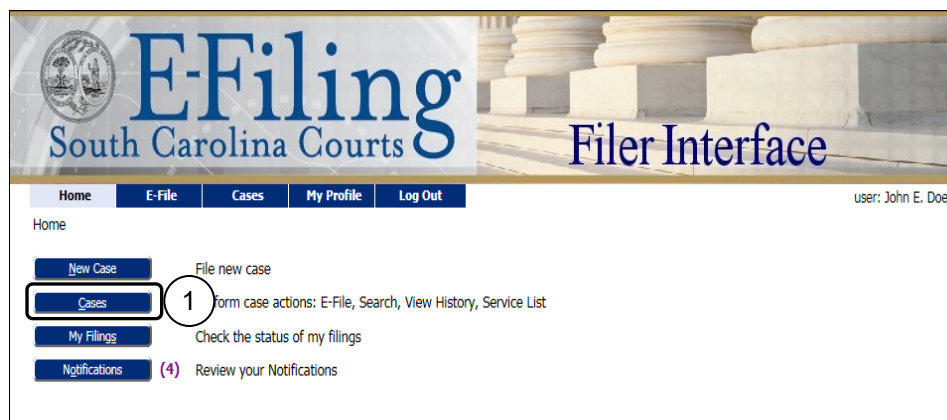 E-Filing
South Carolina Courts
Filer Interface
Home E-File Cases My Profile Log Out user: John E. Doe
Home
New Case File new case
Cases 1 form case actions: E-File, Search, View History, Service List
My Filings Check the status of my filings
Notifications (4) Review your Notifications